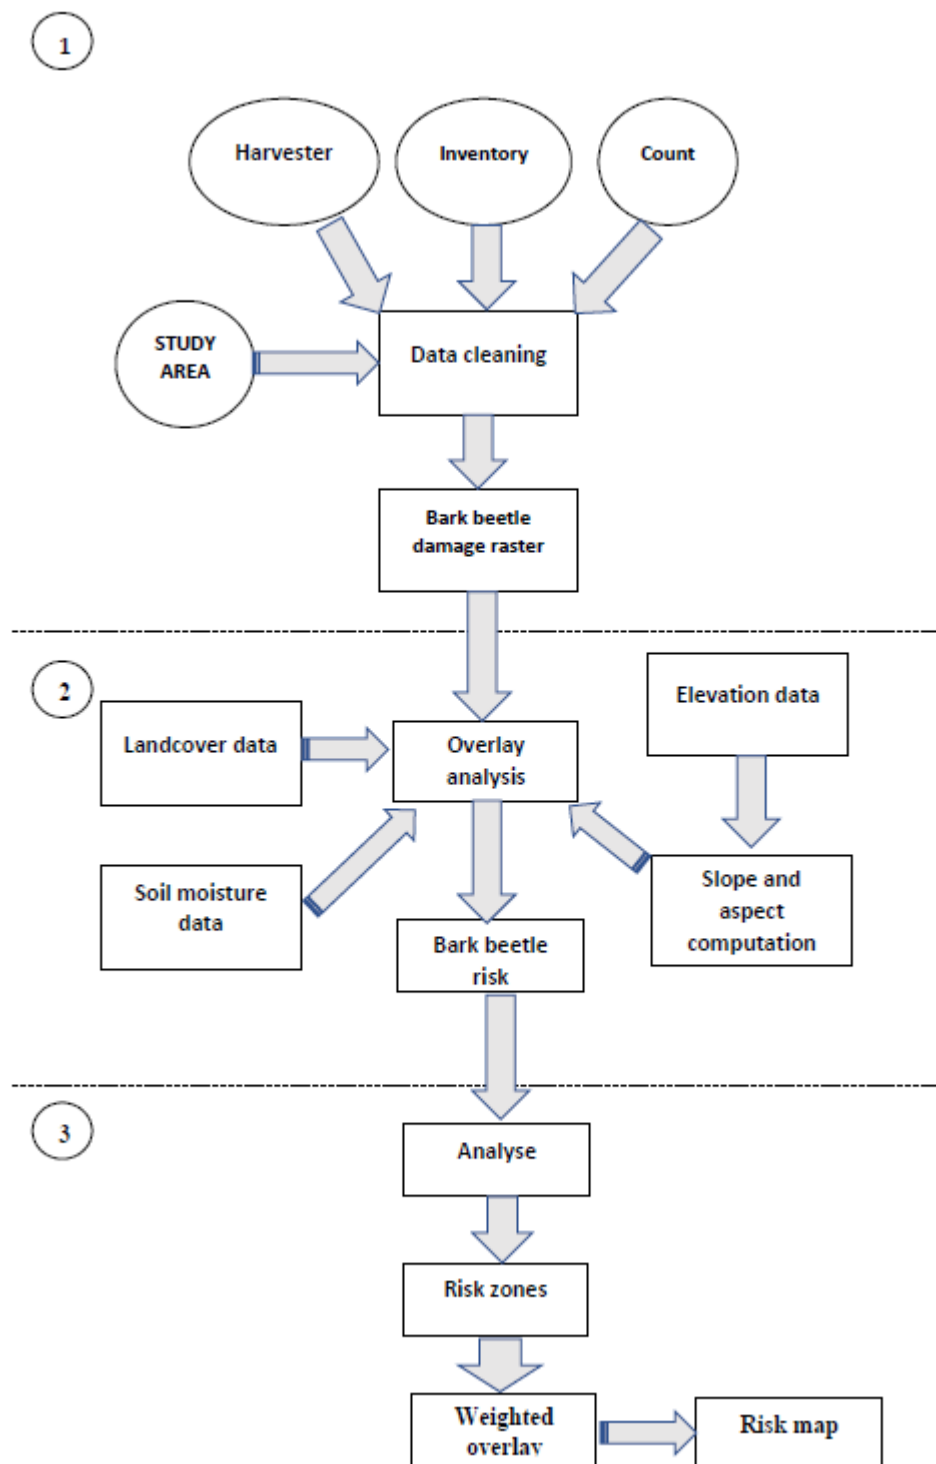 1
Harvester
Inventory
Count
STUDY
AREA
Data cleaning
Bark beetle
damage raster
2
Elevation data
Landcover data
Overlay
analysis
Soil moisture
data
Slope and
aspect
computation
Bark beetle
risk
3
Analyse
Risk zones
Weighted
overlay
Risk map